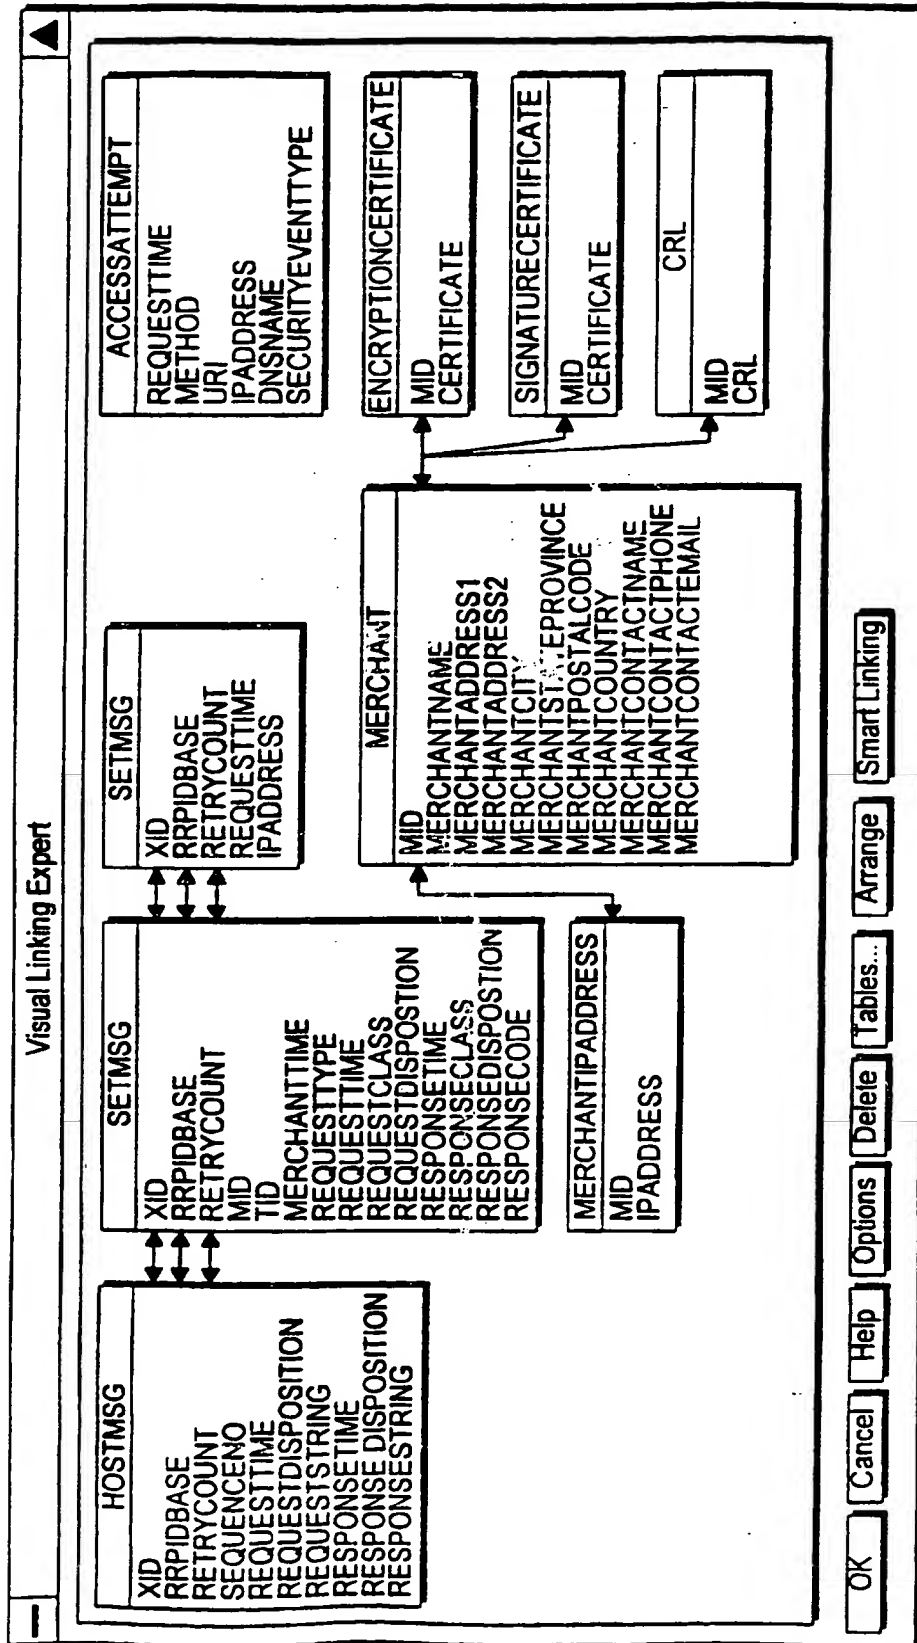 Visual Linking Expert
HOSTMSG
XID
RRPIDBASE
RETRYCOUNT
SEQUENCENO
REQUESTTIME
REQUESTDISPOSITION
REQUESTSTRING
RESPONSETIME
RESPONSE DISPOSITION
RESPONSESTRING
SETMSG
XID
RRPIDBASE
RETRYCOUNT
MID
TID
MERCHANTTIME
REQUESTTYPE
REQUESTTIME
REQUESTCLASS
REQUESTDISPOSTION
RESPONSETIME
RESPONSECLASS
RESPONSEDISPOSTION
RESPONSECODE
SETMSG
XID
RRPIDBASE
RETRYCOUNT
REQUESTTIME
IPADDRESS
ACCESSATTEMPT
REQUESTTIME
METHOD
URI
IPADDRESS
DNSNAME
SECURITYEVENTTYPE
MERCHANTIPADDRESS
MID
IPADDRESS
MERCHANT
MID
MERCHANTNAME
MERCHANTADDRESS1
MERCHANTADDRESS2
MERCHANTCITY
MERCHANTSTATEPROVINCE
MERCHANTPOSTALCODE
MERCHANTCOUNTRY
MERCHANTCONTACTNAME
MERCHANTCONTACTPHONE
MERCHANTCONTACTEMAIL
ENCRYPTIONCERTIFICATE
MID
CERTIFICATE
SIGNATURECERTIFICATE
MID
CERTIFICATE
CRL
MID
CRL
OK Cancel Help Options Delete Tables... Arrange Smart Linking